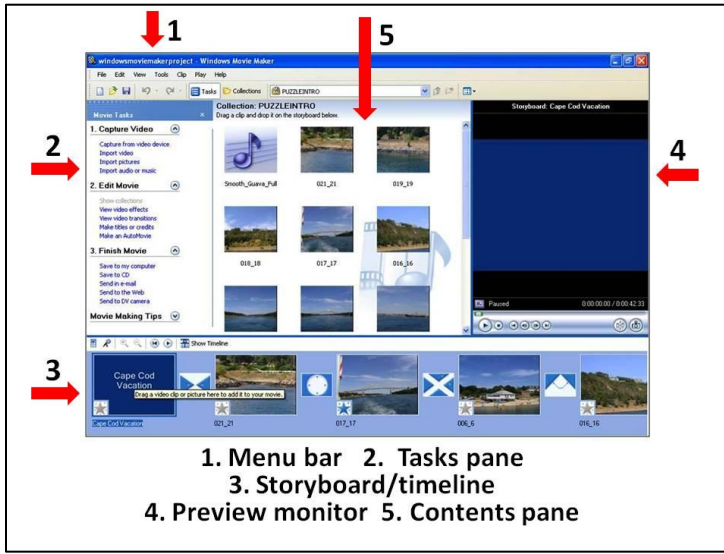 1
5
windowsmoviemakerproject - Windows Movie Maker
File Edit View Tools Clip Play Help
Tasks Collections PUZZLEINTRO
Movie Tasks
Collection: PUZZLEINTRO
Drag a clip and drop it on the storyboard below.
Storyboard: Cape Cod Vacation
2
4
1. Capture Video
Capture from video device
Import video
Import pictures
Import audio or music
2. Edit Movie
Show collections
View video effects
View video transitions
Make titles or credits
Make an AutoMovie
3. Finish Movie
Save to my computer
Save to CD
Send in e-mail
Send to the Web
Send to DV camera
Movie Making Tips
Smooth_Guava_Full 021_21 019_19
018_18 017_17 016_16
Paused 0:00:00.00 / 0:00:42.33
Show Timeline
3
Cape Cod
Vacation
Drag a video clip or picture here to add it to your movie.
Cape Cod Vacation 021_21 017_17 006_6 016_16
1. Menu bar 2. Tasks pane
3. Storyboard/timeline
4. Preview monitor 5. Contents pane